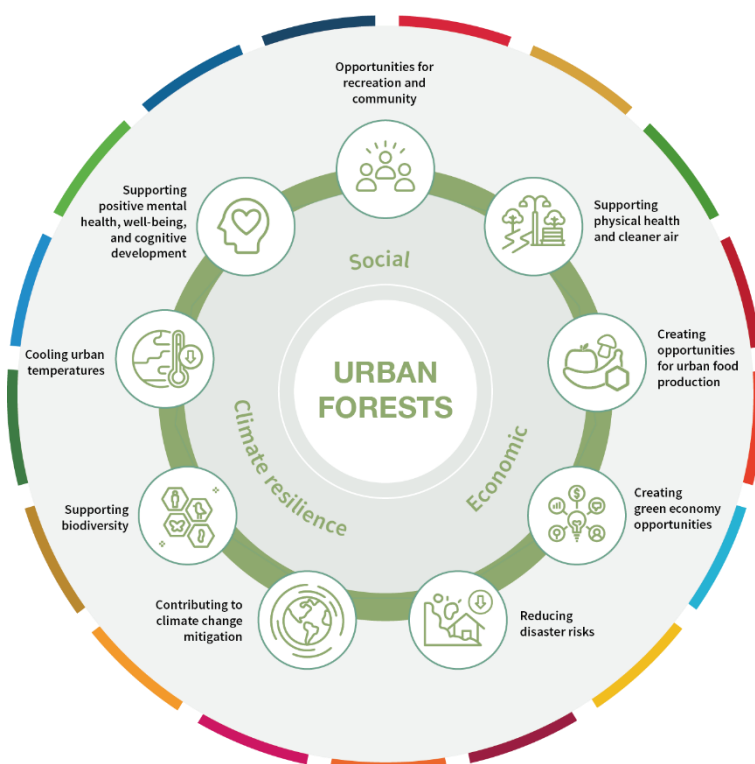 Opportunities for
recreation and
community
Supporting
physical health
and cleaner air
Creating
opportunities
for urban food
production
Creating
green economy
opportunities
Reducing
disaster risks
Contributing to
climate change
mitigation
Supporting
biodiversity
Cooling urban
temperatures
Supporting
positive mental
health, well-being,
and cognitive
development
Social
Economic
Climate resilience
URBAN
FORESTS
$